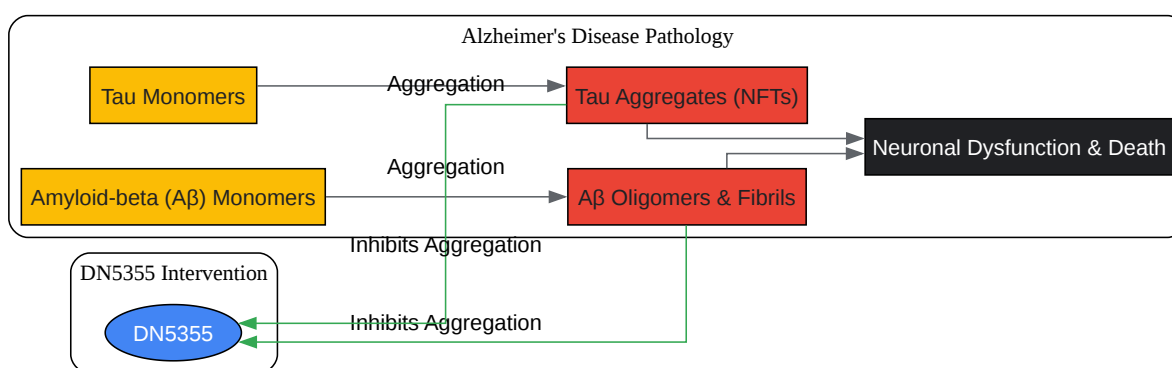 Alzheimer's Disease Pathology
Tau Monomers
Aggregation
Tau Aggregates (NFTs)
Neuronal Dysfunction & Death
Amyloid-beta (Aβ) Monomers
Aggregation
Aβ Oligomers & Fibrils
Inhibits Aggregation
DN5355 Intervention
DN5355
Inhibits Aggregation